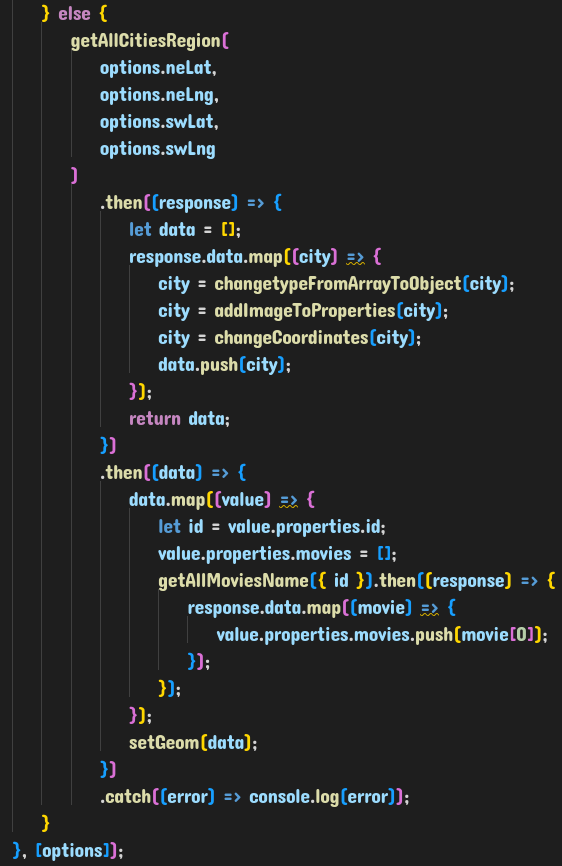 } else {
getAllCitiesRegion(
options.neLat,
options.neLng,
options.swLat,
options.swLng
)
.then((response) => {
let data = [];
response.data.map((city) => {
city = changetypeFromArrayToObject(city);
city = addImageToProperties(city);
city = changeCoordinates(city);
data.push(city);
});
return data;
})
.then((data) => {
data.map((value) => {
let id = value.properties.id;
value.properties.movies = [];
getAllMoviesName({ id }).then((response) => {
response.data.map((movie) => {
value.properties.movies.push(movie[0]);
});
});
});
setGeom(data);
})
.catch((error) => console.log(error));
}
}, [options]);